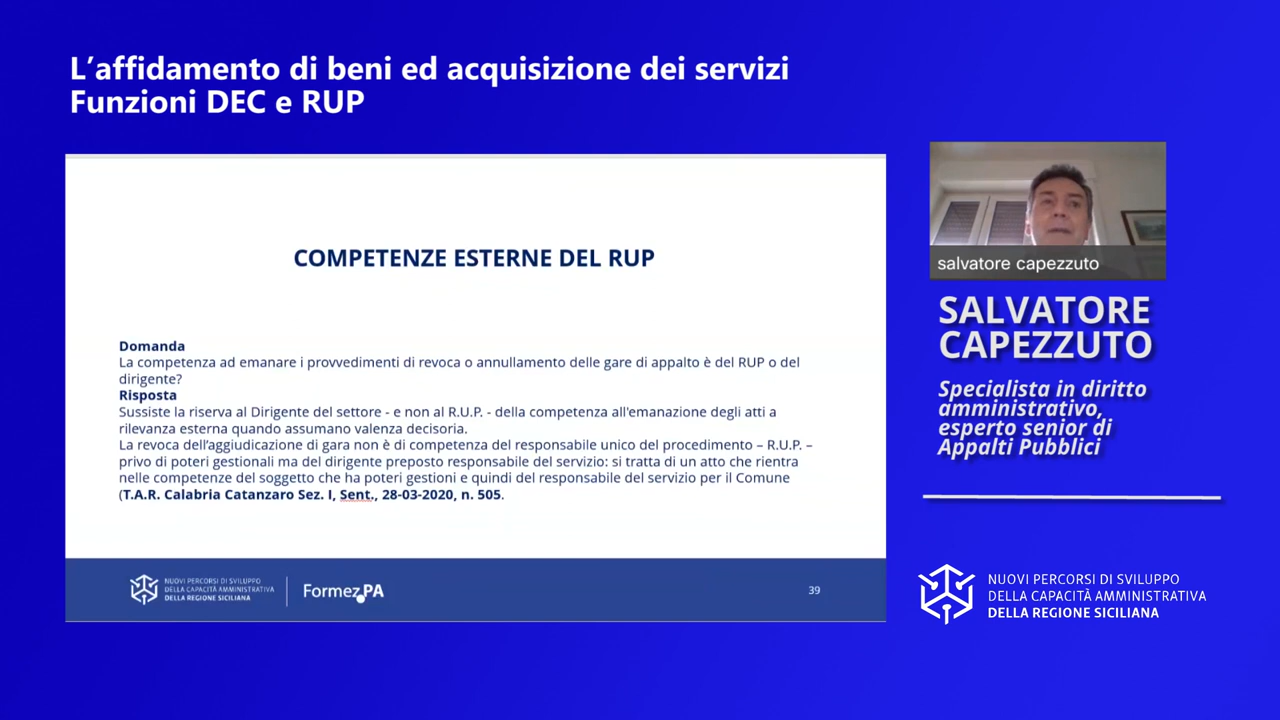 L'affidamento di beni ed acquisizione dei servizi
Funzioni DEC e RUP
COMPETENZE ESTERNE DEL RUP
Domanda
La competenza ad emanare i provvedimenti di revoca o annullamento delle gare di appalto è del RUP o del
dirigente?
Risposta
Sussiste la riserva al Dirigente del settore - e non al R.U.P. - della competenza all'emanazione degli atti a
rilevanza esterna quando assumano valenza decisoria.
La revoca dell'aggiudicazione di gara non è di competenza del responsabile unico del procedimento – R.U.P. –
privo di poteri gestionali ma del dirigente preposto responsabile del servizio: si tratta di un atto che rientra
nelle competenze del soggetto che ha poteri gestioni e quindi del responsabile del servizio per il Comune
(T.A.R. Calabria Catanzaro Sez. I, Sent., 28-03-2020, n. 505.
NUOVI PERCORSI DI SVILUPPO
DELLA CAPACITÀ AMMINISTRATIVA
DELLA REGIONE SICILIANA
Formez PA
39
salvatore capezzuto
SALVATORE
CAPEZZUTO
Specialista in diritto
amministrativo,
esperto senior di
Appalti Pubblici
NUOVI PERCORSI DI SVILUPPO
DELLA CAPACITÀ AMMINISTRATIVA
DELLA REGIONE SICILIANA